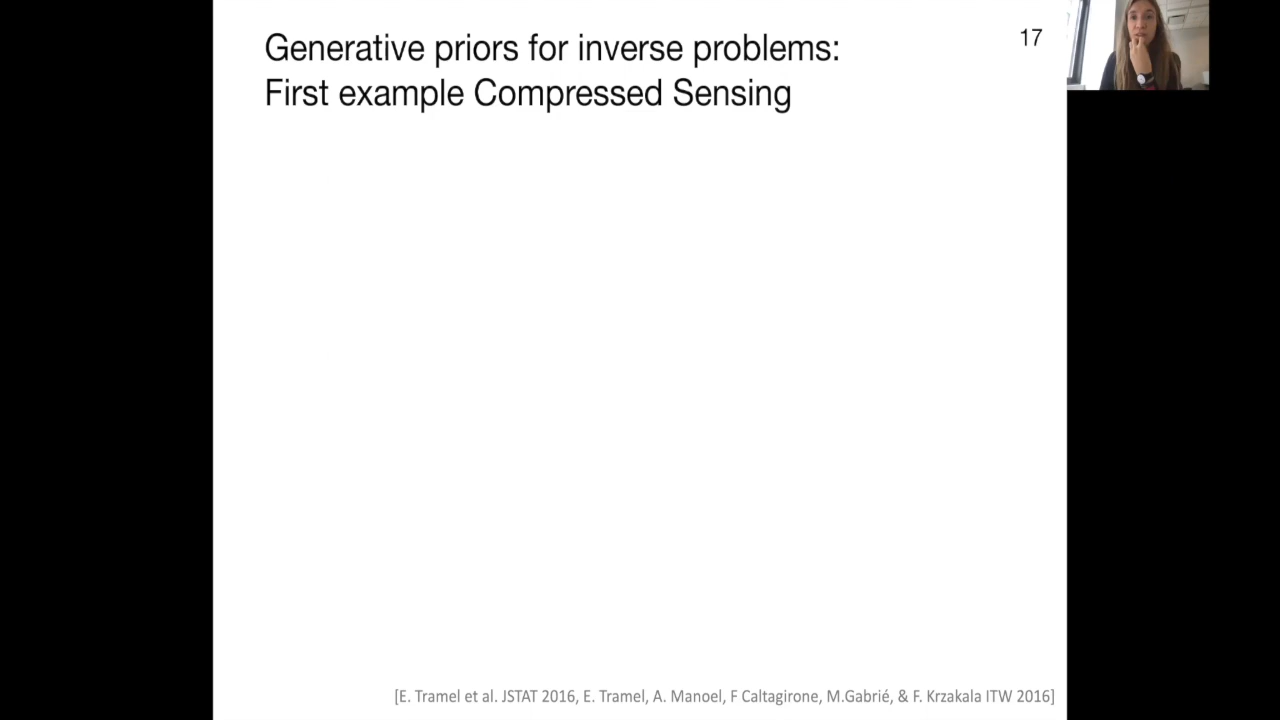 Generative priors for inverse problems:
First example Compressed Sensing
17
[E. Tramel et al. JSTAT 2016, E. Tramel, A. Manoel, F Caltagirone, M.Gabrié, & F. Krzakala ITW 2016]